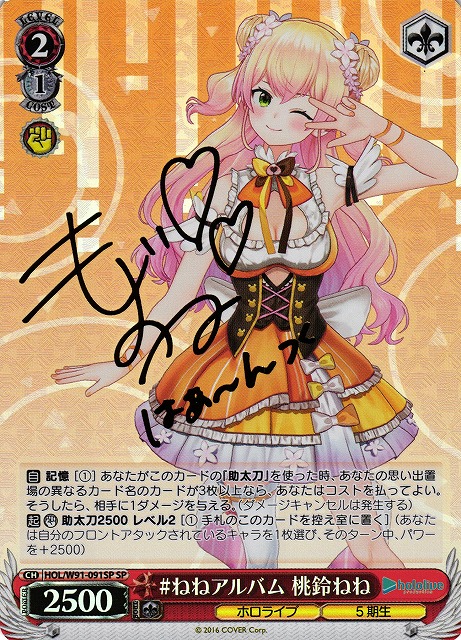 LEVEL
2
1
COST
はぁ〜んっ
【自】 記憶 [①] あなたがこのカードの『助太刀』を使った時、あなたの思い出置
場の異なるカード名のカードが3枚以上なら、あなたはコストを払ってよい。
そうしたら、相手に1ダメージを与える。(ダメージキャンセルは発生する)
【起】 助太刀2500 レベル2 [① 手札のこのカードを控え室に置く] (あなた
は自分のフロントアタックされているキャラを1枚選び、そのターン中、パワー
を+2500)
CH HOL/W91-091SP SP
POWER
2500
#ねねアルバム 桃鈴ねね
hololive
production
ホロライブ
5期生
© 2016 COVER Corp.